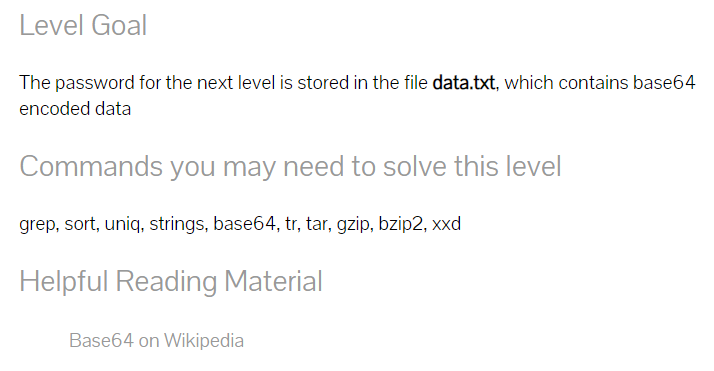 Level Goal
The password for the next level is stored in the file data.txt, which contains base64
encoded data
Commands you may need to solve this level
grep, sort, uniq, strings, base64, tr, tar, gzip, bzip2, xxd
Helpful Reading Material
Base64 on Wikipedia